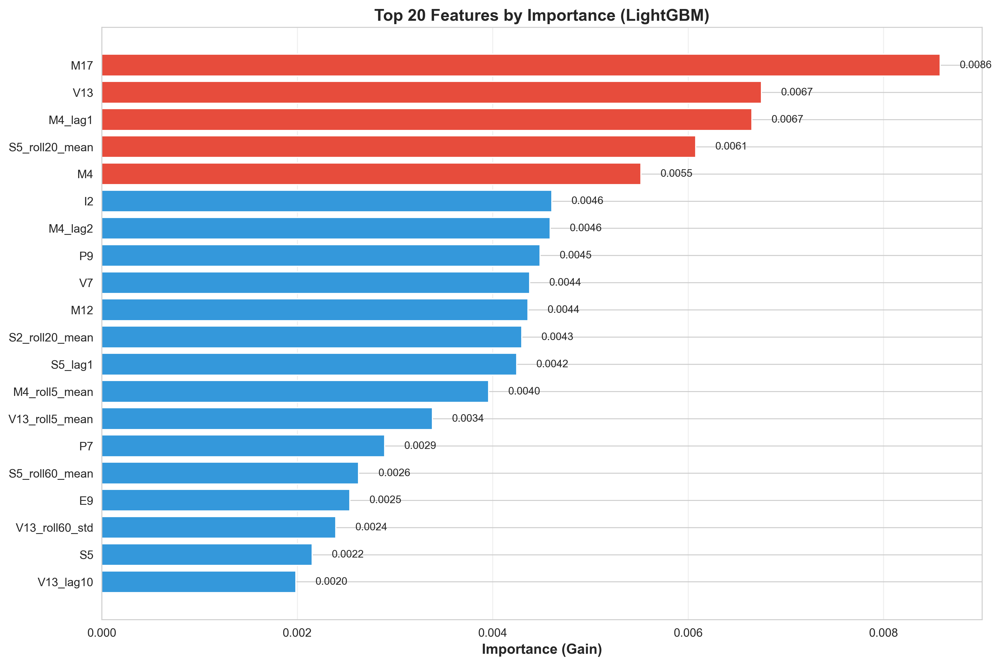 Top 20 Features by Importance (LightGBM)
M17 0.0086
V13 0.0067
M4_lag1 0.0067
S5_roll20_mean 0.0061
M4 0.0055
I2 0.0046
M4_lag2 0.0046
P9 0.0045
V7 0.0044
M12 0.0044
S2_roll20_mean 0.0043
S5_lag1 0.0042
M4_roll5_mean 0.0040
V13_roll5_mean 0.0034
P7 0.0029
S5_roll60_mean 0.0026
E9 0.0025
V13_roll60_std 0.0024
S5 0.0022
V13_lag10 0.0020
0.000 0.002 0.004 0.006 0.008
Importance (Gain)